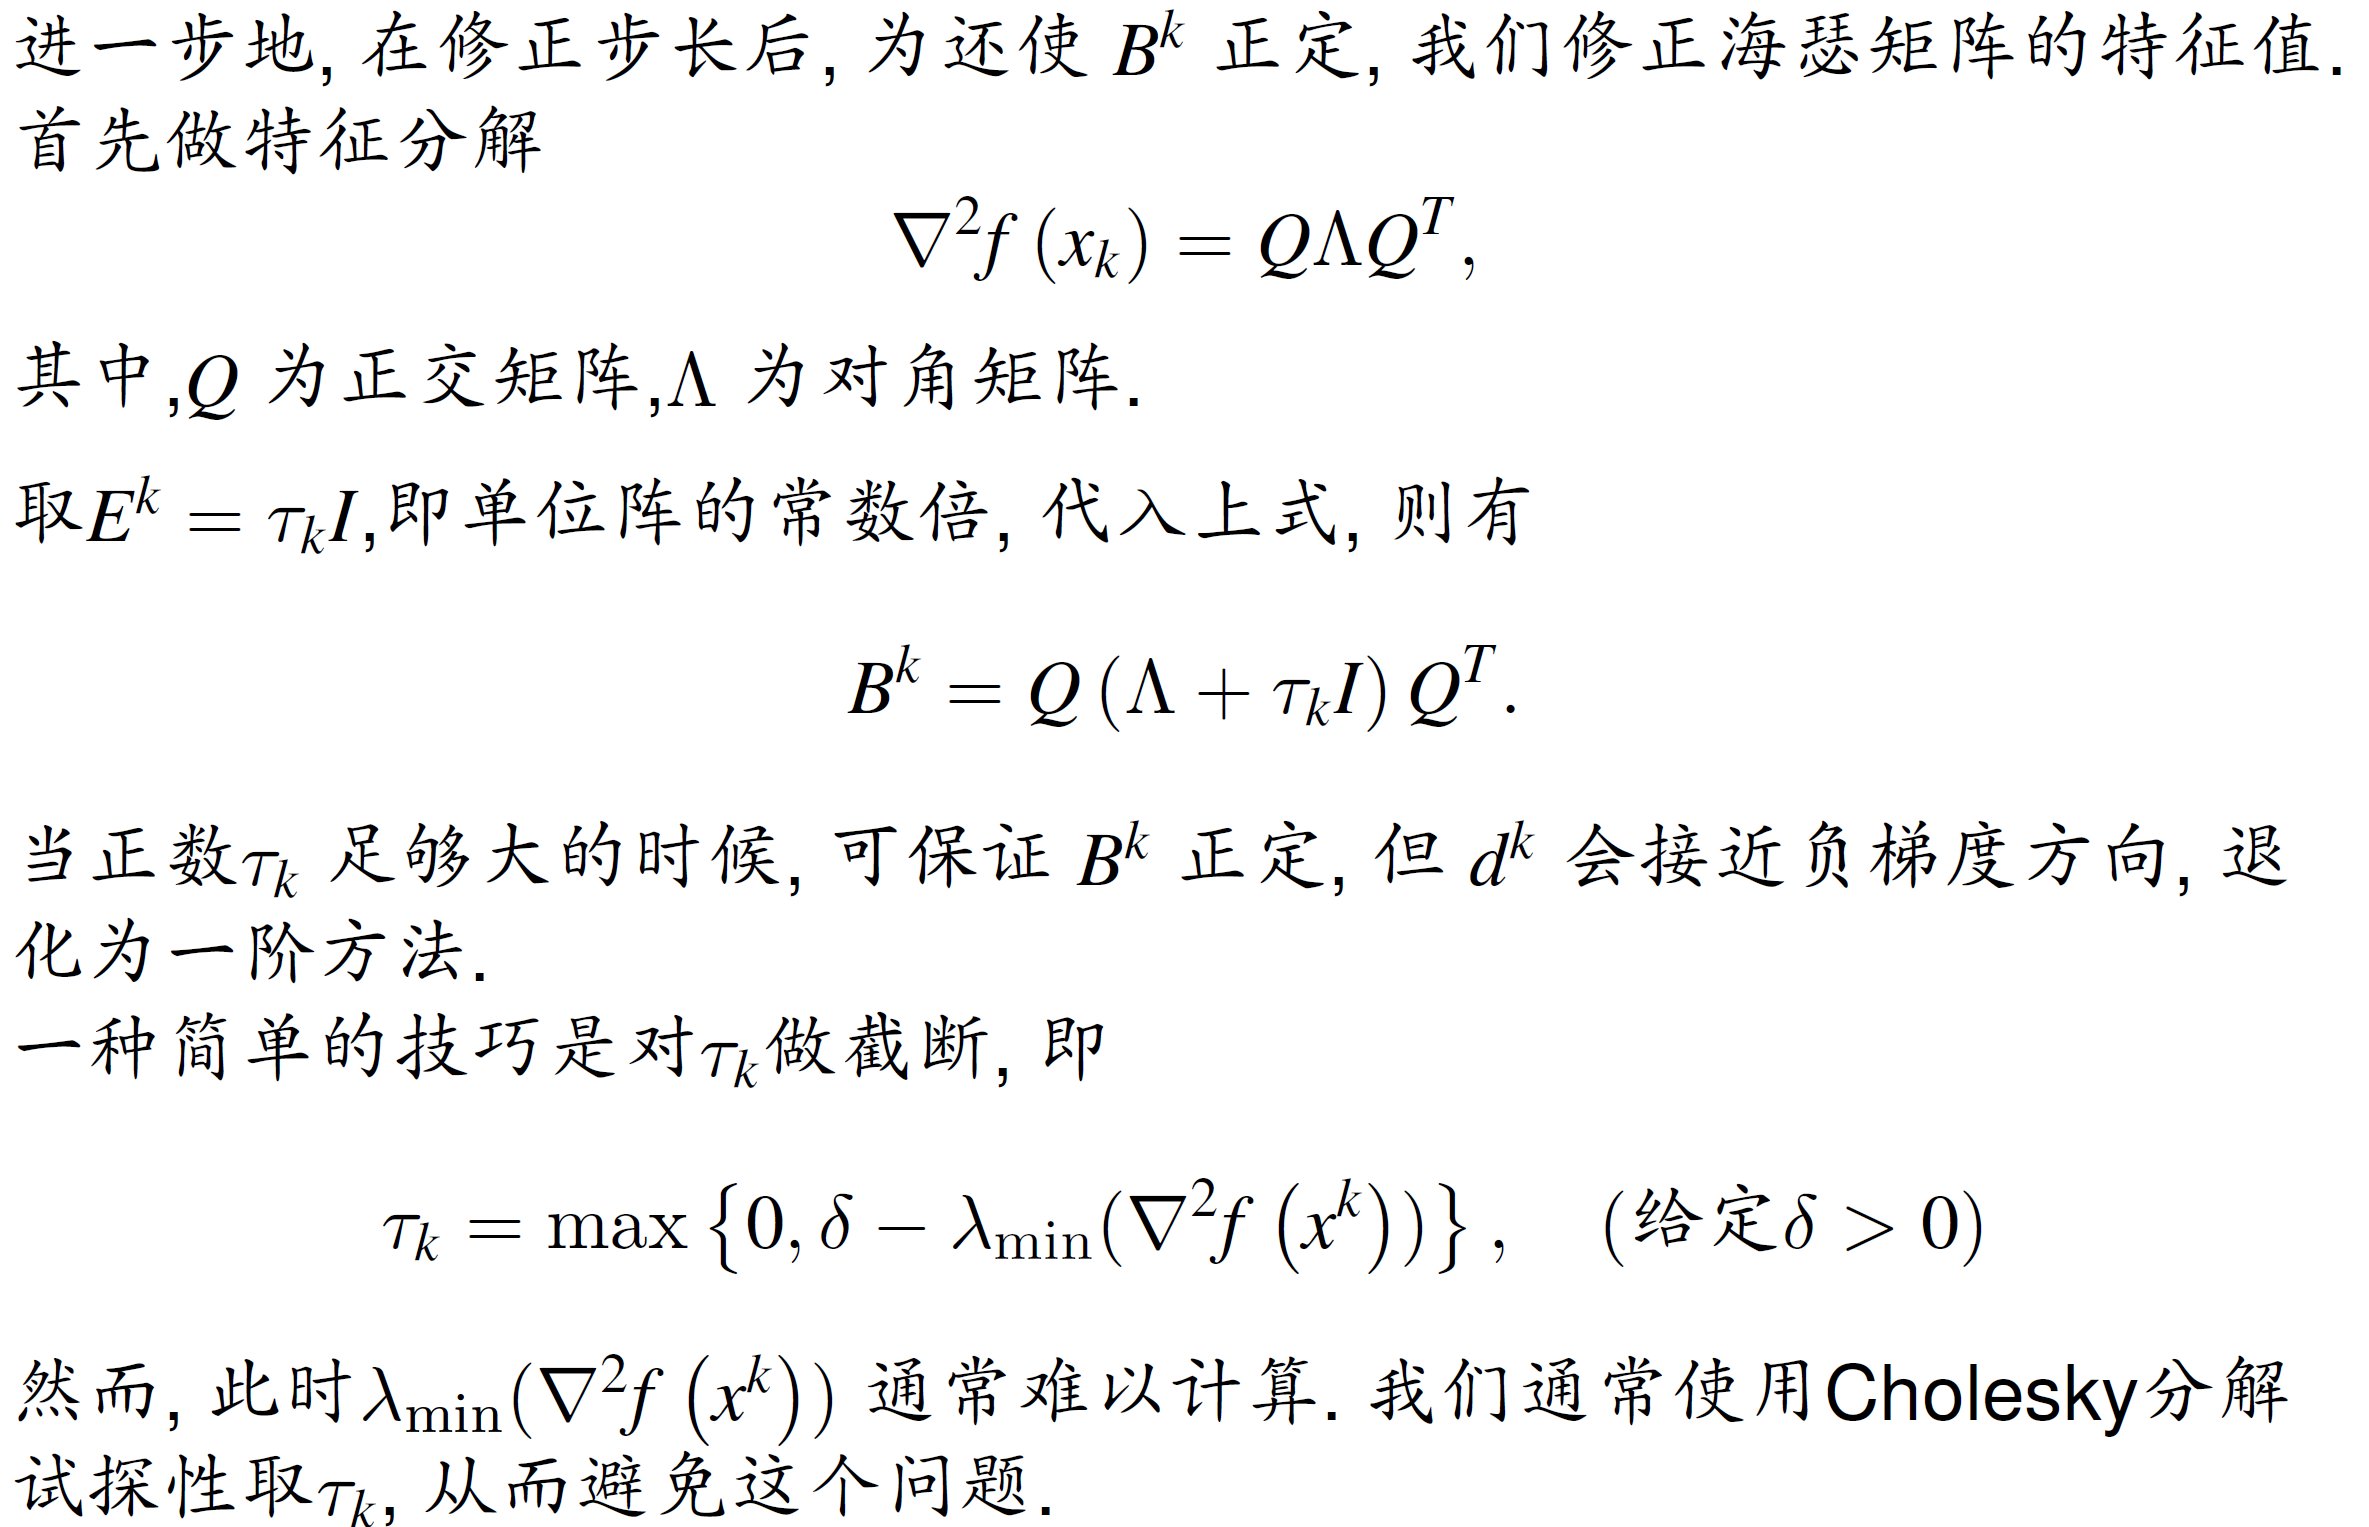 进一步地, 在修正步长后, 为还使 $B^k$ 正定, 我们修正海瑟矩阵的特征值.
首先做特征分解
$\nabla^2 f\left(x_k\right) = Q\Lambda Q^T,$
其中,$Q$ 为正交矩阵,$\Lambda$ 为对角矩阵.
取$E^k = \tau_k I$,即单位阵的常数倍, 代入上式, 则有
$B^k = Q\left(\Lambda + \tau_k I\right)Q^T.$
当正数$\tau_k$ 足够大的时候, 可保证 $B^k$ 正定, 但 $d^k$ 会接近负梯度方向, 退
化为一阶方法.
一种简单的技巧是对$\tau_k$做截断, 即
$\tau_k = \max\left\{0, \delta - \lambda_{\min}(\nabla^2 f\left(x^k\right))\right\}, \quad (给定\delta > 0)$
然而, 此时$\lambda_{\min}(\nabla^2 f\left(x^k\right))$ 通常难以计算. 我们通常使用Cholesky分解
试探性取$\tau_k$, 从而避免这个问题.